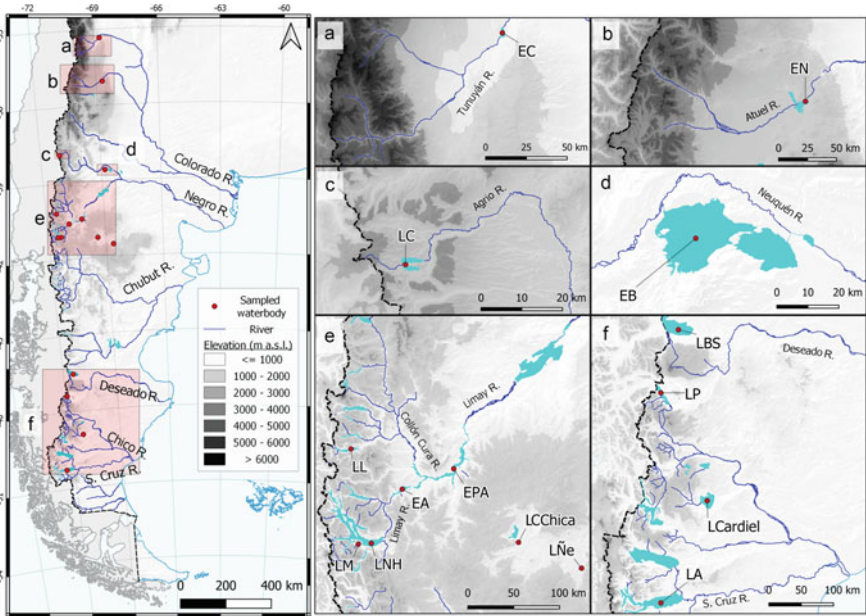 -72 -69 -66 -63 -60
a
b
c
d
e
f
Colorado R.
Negro R.
Chubut R.
Deseado R.
Chico R.
S. Cruz R.
Sampled
waterbody
River
Elevation (m a.s.l.)
<= 1000
1000 - 2000
2000 - 3000
3000 - 4000
4000 - 5000
5000 - 6000
> 6000
0 200 400 km
a
EC
Tunuyán R.
0 25 50 km
b
EN
Atuel R.
0 25 50 km
c
LC
Agrio R.
0 10 20 km
d
Neuquén R.
EB
0 10 20 km
e
Limay R.
Collón Cura R.
LL
EPA
EA
Limay R.
LCChica
LM
LNH
LÑe
0 50 100 km
f
LBS
Deseado R.
LP
LCardiel
LA
S. Cruz R.
0 50 100 km